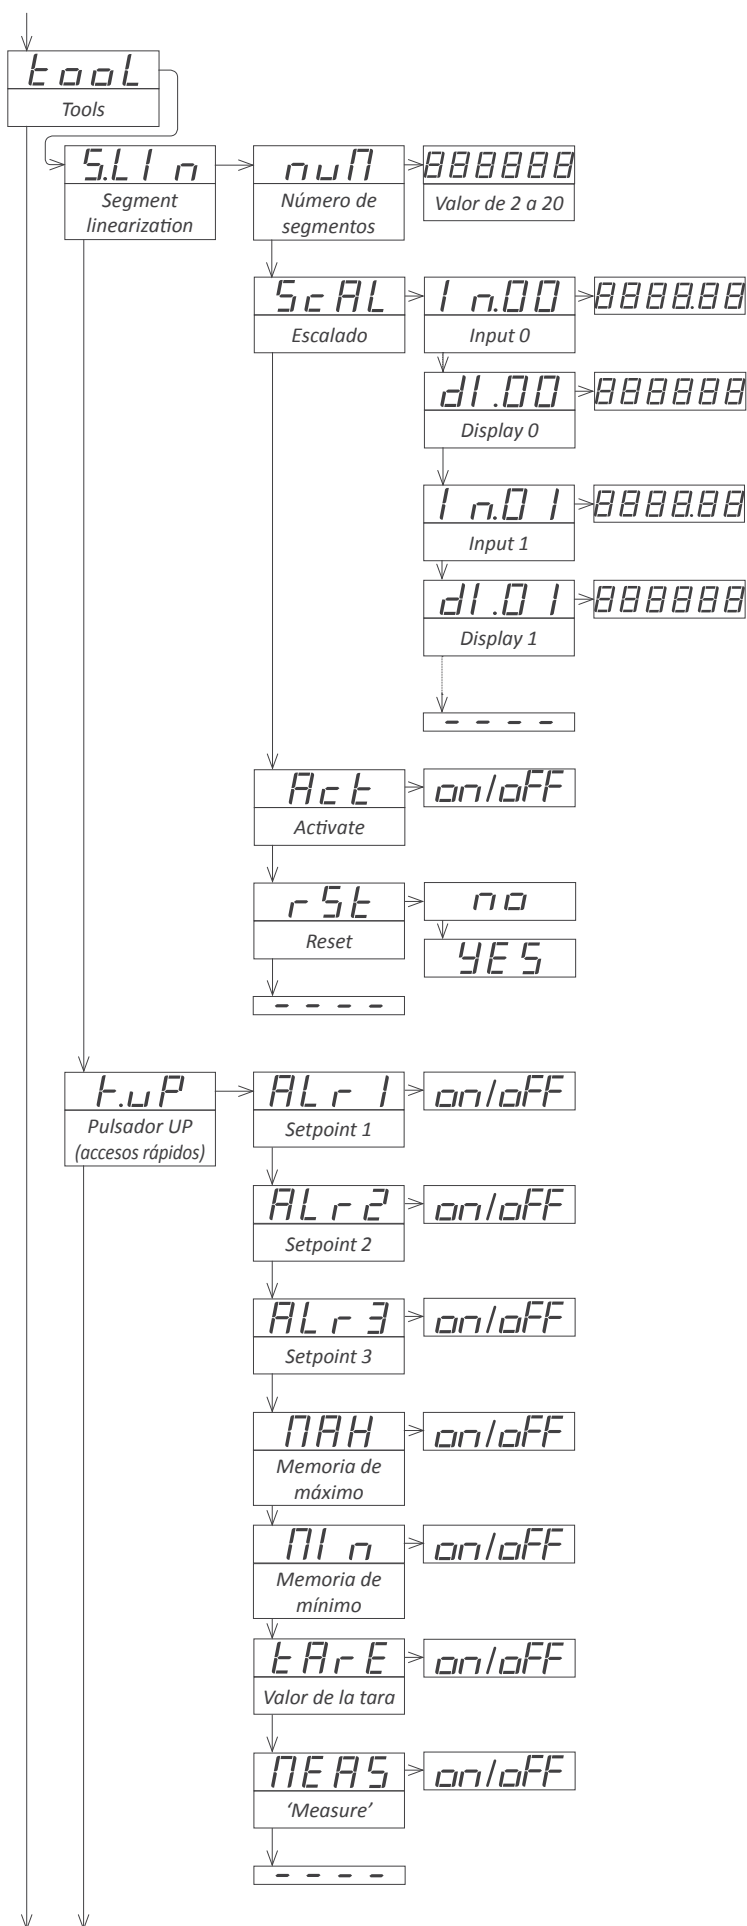 tooL
Tools
S.LIn
Segment
linearization
nuM
Número de
segmentos
888888
Valor de 2 a 20
ScAL
Escalado
In.00
Input 0
8888.88
dI.00
Display 0
888888
In.01
Input 1
8888.88
dI.01
Display 1
888888
----
Act
Activate
on/oFF
rSt
Reset
no
YES
----
t.uP
Pulsador UP
(accesos rápidos)
ALr1
Setpoint 1
on/oFF
ALr2
Setpoint 2
on/oFF
ALr3
Setpoint 3
on/oFF
MAH
Memoria de
máximo
on/oFF
MIn
Memoria de
mínimo
on/oFF
tArE
Valor de la tara
on/oFF
MEAS
‘Measure’
on/oFF
----